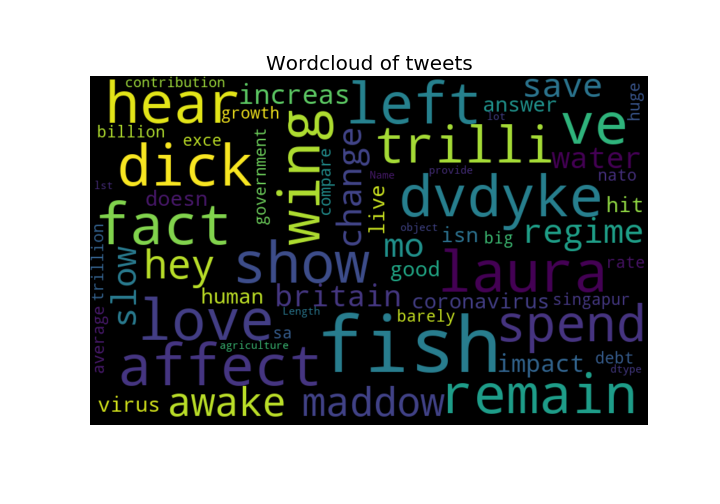 Wordcloud of tweets
contribution
hear
growth
increas
left
save
answer
huge
lot
billion
exce
wing
trilli
ve
dick
government
compare
change
water
Name
provide
nato
lst
doesn
live
dvdyke
hit
fact
object
isn
big
regime
trillion
slow
hey
show
mo
good
laura
rate
human
britain
coronavirus
singapur
average
love
Length
sa
barely
fish
spend
agriculture
affect
impact
debt
dtype
virus
awake
maddow
remain